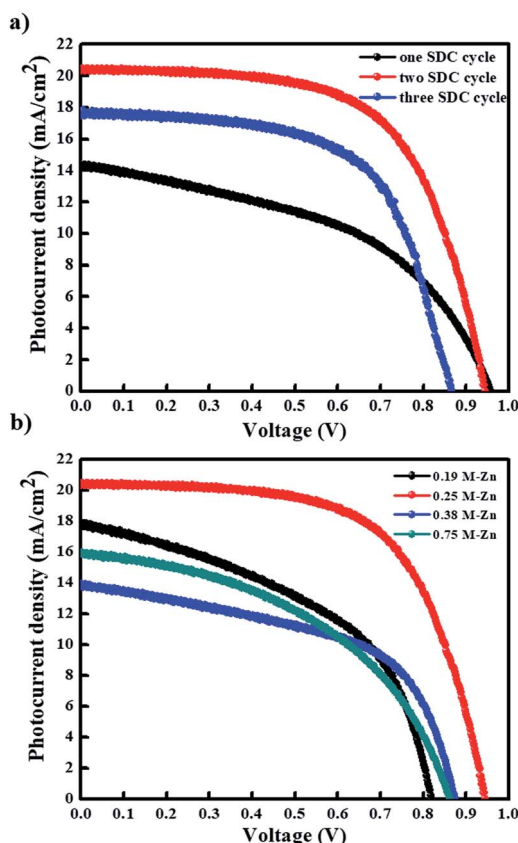 a)
22
20
18
16
14
12
10
8
6
4
2
0
Photocurrent density (mA/cm²)
one SDC cycle
two SDC cycle
three SDC cycle
0.0 0.1 0.2 0.3 0.4 0.5 0.6 0.7 0.8 0.9 1.0
Voltage (V)
b)
22
20
18
16
14
12
10
8
6
4
2
0
Photocurrent density (mA/cm²)
0.19 M-Zn
0.25 M-Zn
0.38 M-Zn
0.75 M-Zn
0.0 0.1 0.2 0.3 0.4 0.5 0.6 0.7 0.8 0.9 1.0
Voltage (V)